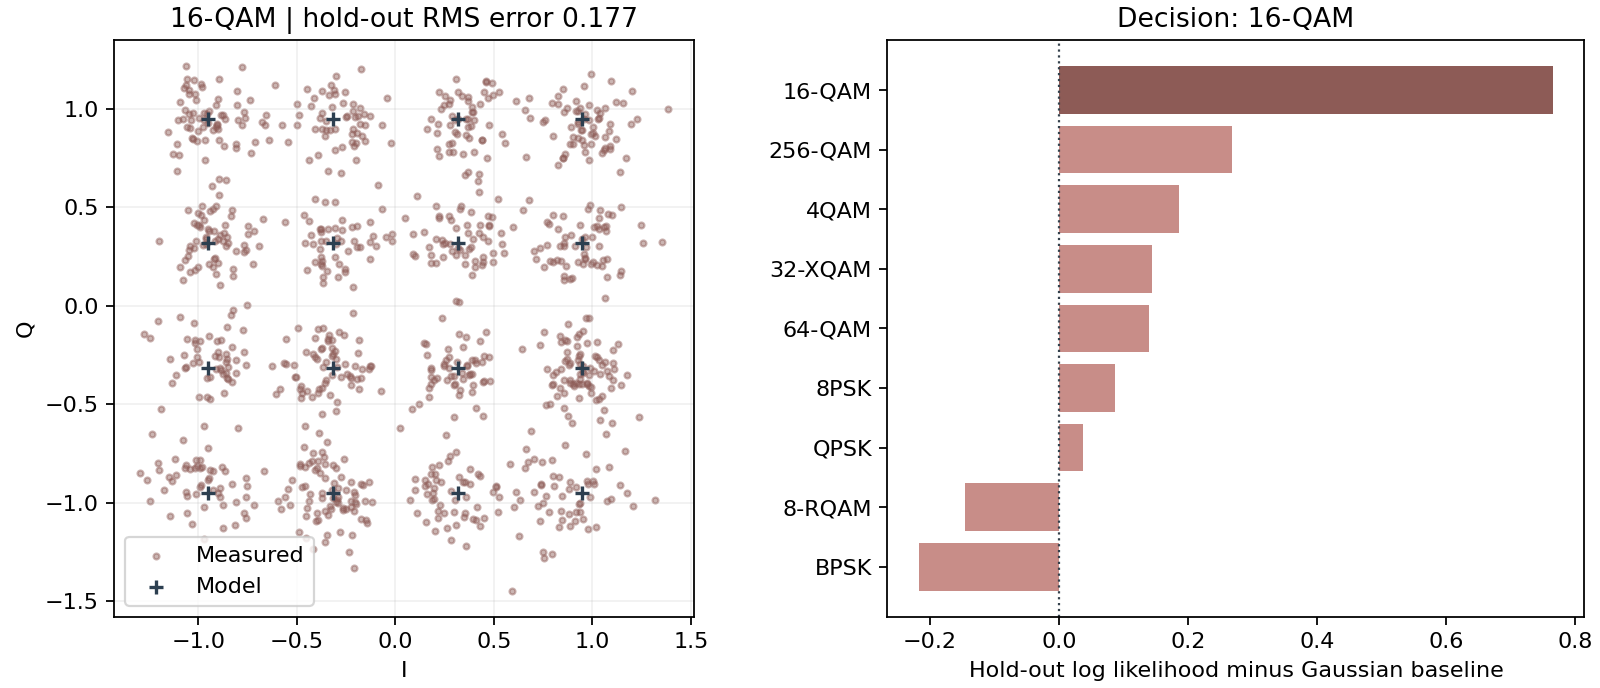 16-QAM | hold-out RMS error 0.177
1.0
0.5
0.0
−0.5
−1.0
−1.5
Q
Measured
Model
−1.0
−0.5
0.0
0.5
1.0
1.5
I
Decision: 16-QAM
16-QAM
256-QAM
4QAM
32-XQAM
64-QAM
8PSK
QPSK
8-RQAM
BPSK
−0.2
0.0
0.2
0.4
0.6
0.8
Hold-out log likelihood minus Gaussian baseline